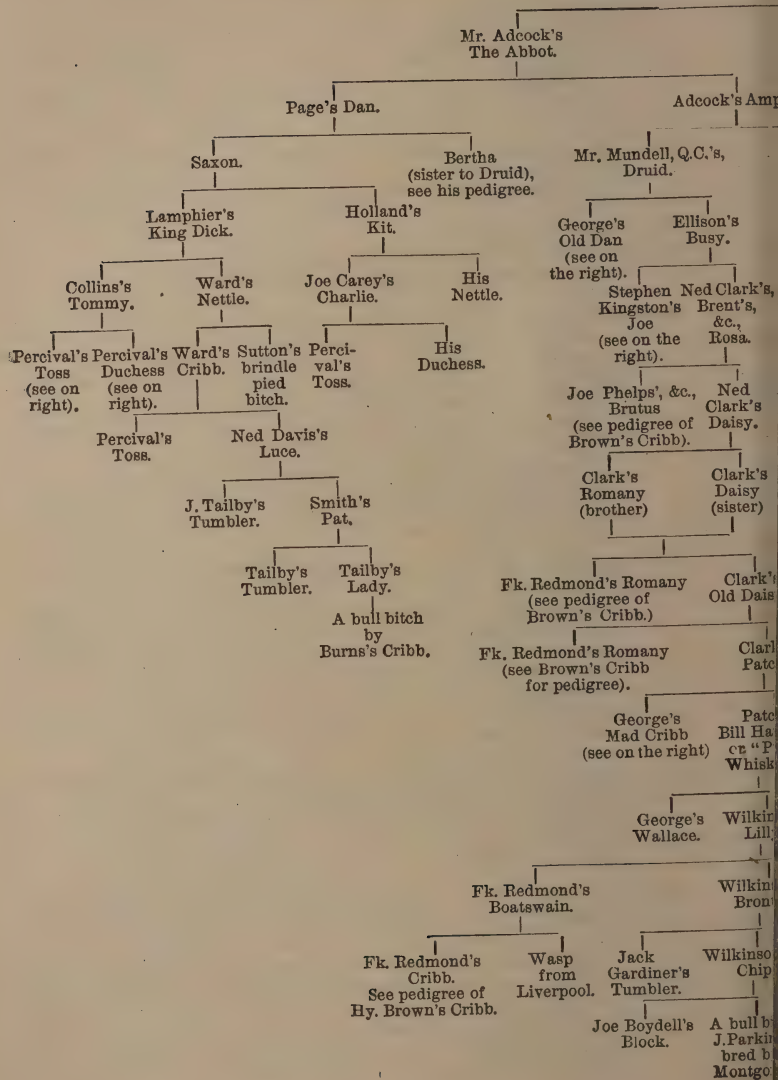 Mr. Adcock's
The Abbot.
Page's Dan.
Adcock's
Saxon.
Bertha
(sister to Druid),
see his pedigree.
Mr. Mundell, Q.C.'s,
Druid.
Lamphier's
King Dick.
Holland's
Kit.
George's
Old Dan
(see on
the right).
Ellison's
Busy.
Collins's
Tommy.
Ward's
Nettle.
Joe Carey's
Charlie.
His
Nettle.
Stephen
Kingston's
Joe
(see on the
right).
Ned Clark's,
Brent's,
&c.,
Rosa.
Percival's
Toss
(see on
right).
Percival's
Duchess
(see on
right).
Ward's
Cribb.
Sutton's
brindle
pied
bitch.
Perci-
val's
Toss.
His
Duchess.
Joe Phelps', &c.,
Brutus
(see pedigree of
Brown's Cribb).
Ned
Clark's
Daisy.
Percival's
Toss.
Ned Davis's
Luce.
Clark's
Romany
(brother)
Clark's
Daisy
(sister)
J. Tailby's
Tumbler.
Smith's
Pat.
Tailby's
Tumbler.
Tailby's
Lady.
Fk. Redmond's Romany
(see pedigree of
Brown's Cribb.)
Clark's
Old
A bull bitch
by
Burns's Cribb.
Fk. Redmond's Romany
(see Brown's Cribb
for pedigree).
George's
Mad Cribb
(see on the right)
Bill
George's
Wallace.
Fk. Redmond's
Boatswain.
Fk. Redmond's
Cribb.
See pedigree of
Hy. Brown's Cribb.
Wasp
from
Liverpool.
Jack
Gardiner's
Tumbler.
Chip
Joe Boydell's
Block.
A bull
bred